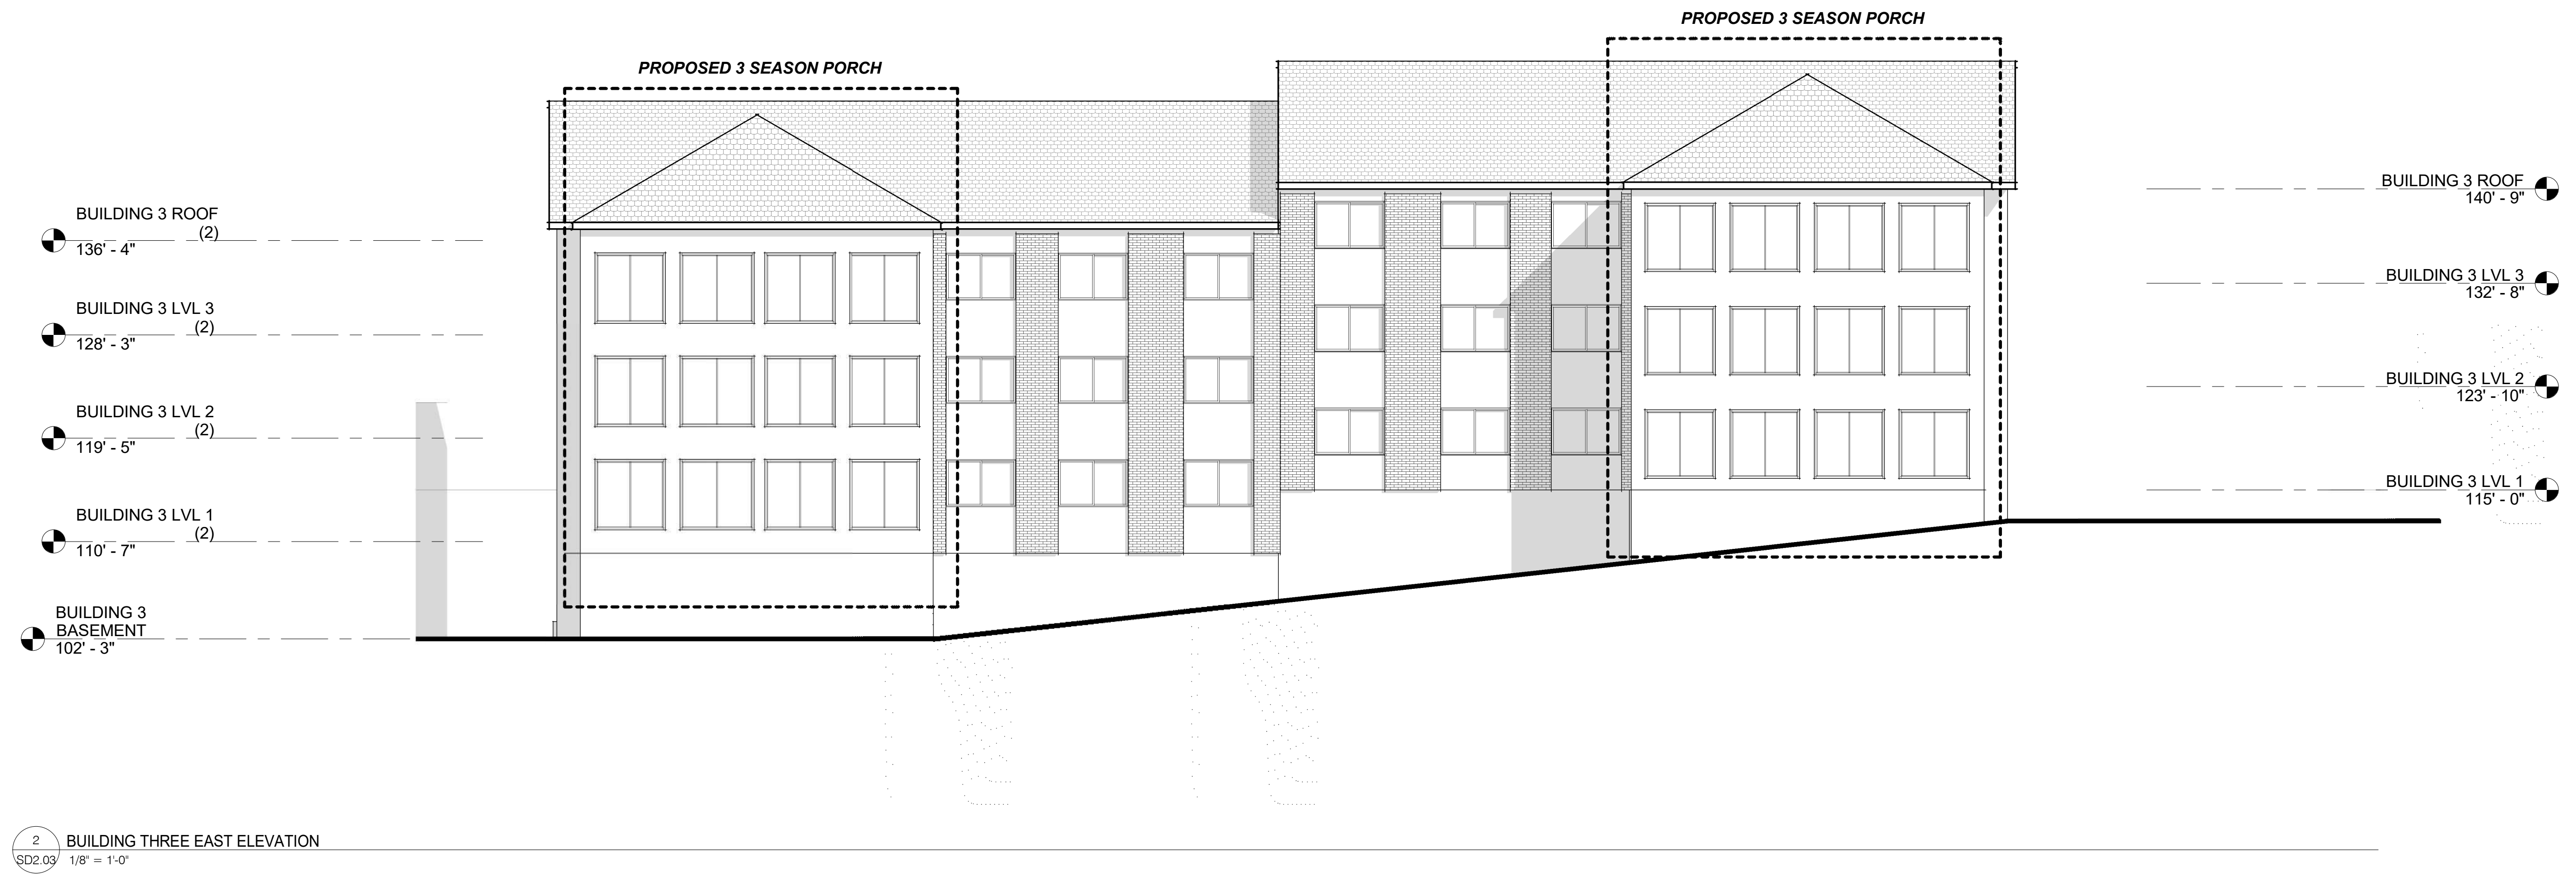 PROPOSED 3 SEASON PORCH
PROPOSED 3 SEASON PORCH
BUILDING 3 ROOF
(2)
136' - 4"
BUILDING 3 LVL 3
(2)
128' - 3"
BUILDING 3 LVL 2
(2)
119' - 5"
BUILDING 3 LVL 1
(2)
110' - 7"
BUILDING 3
BASEMENT
102' - 3"
BUILDING 3 ROOF
140' - 9"
BUILDING 3 LVL 3
132' - 8"
BUILDING 3 LVL 2
123' - 10"
BUILDING 3 LVL 1
115' - 0"
2
SD2.03
BUILDING THREE EAST ELEVATION
1/8" = 1'-0"